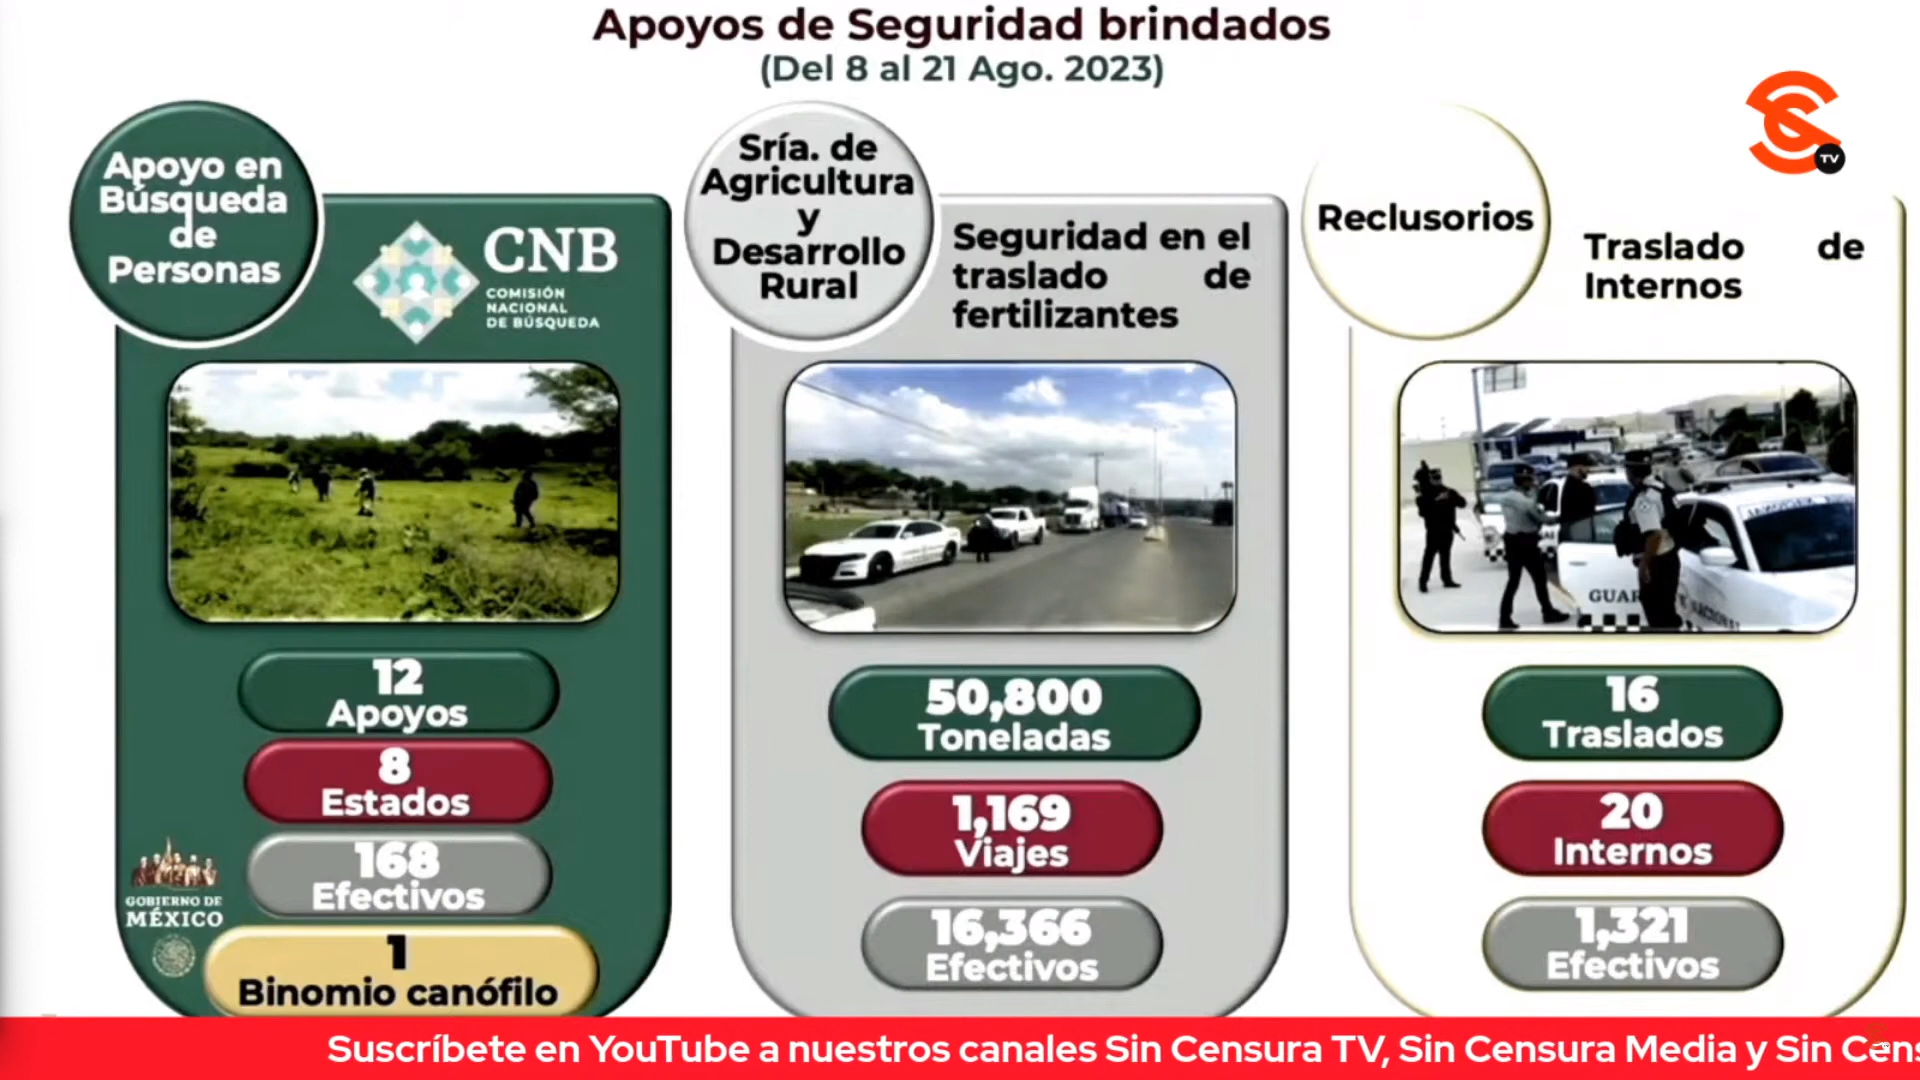 Apoyos de Seguridad brindados
(Del 8 al 21 Ago. 2023)
TV
Apoyo en
Búsqueda
de
Personas
CNB
COMISIÓN
NACIONAL
DE BÚSQUEDA
12
Apoyos
8
Estados
168
Efectivos
1
Binomio canófilo
GOBIERNO DE
MÉXICO
Sría. de
Agricultura
y
Desarrollo
Rural
Seguridad en el
traslado de
fertilizantes
50,800
Toneladas
1,169
Viajes
16,366
Efectivos
Reclusorios
Traslado de
Internos
GUAR
NACIONAL
16
Traslados
20
Internos
1,321
Efectivos
Suscríbete en YouTube a nuestros canales Sin Censura TV, Sin Censura Media y Sin Cens